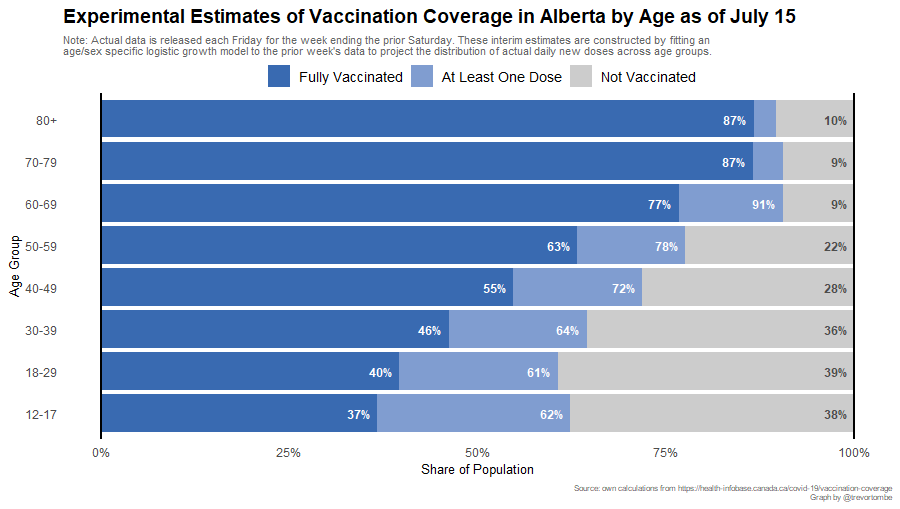 Experimental Estimates of Vaccination Coverage in Alberta by Age as of July 15
Note: Actual data is released each Friday for the week ending the prior Saturday. These interim estimates are constructed by fitting an
age/sex specific logistic growth model to the prior week's data to project the distribution of actual daily new doses across age groups.
Fully Vaccinated At Least One Dose Not Vaccinated
Age Group
80+ 87% 10%
70-79 87% 9%
60-69 77% 91% 9%
50-59 63% 78% 22%
40-49 55% 72% 28%
30-39 46% 64% 36%
18-29 40% 61% 39%
12-17 37% 62% 38%
0% 25% 50% 75% 100%
Share of Population
Source: own calculations from https://health-infobase.canada.ca/covid-19/vaccination-coverage
Graph by @trevortombe